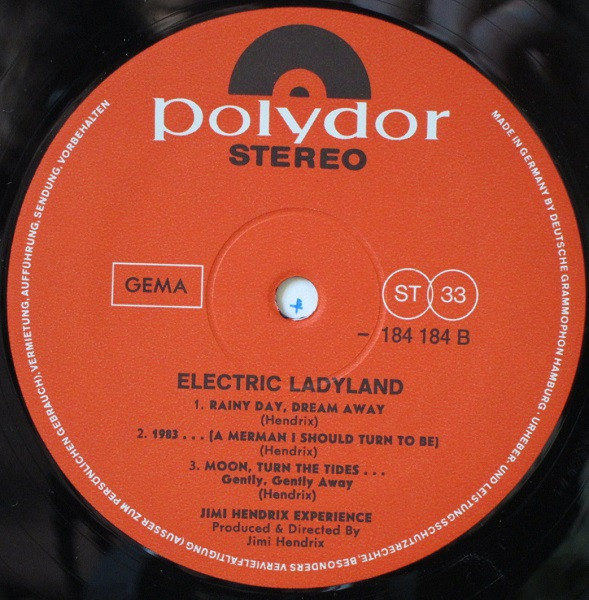 polydor
STEREO
GEMA
ST 33
– 184 184 B
ELECTRIC LADYLAND
1. RAINY DAY, DREAM AWAY
(Hendrix)
2. 1983 . . . (A MERMAN I SHOULD TURN TO BE)
(Hendrix)
3. MOON, TURN THE TIDES . . .
Gently, Gently Away
(Hendrix)
JIMI HENDRIX EXPERIENCE
Produced & Directed By
Jimi Hendrix
MADE IN GERMANY BY DEUTSCHE GRAMMOPHON HAMBURG · URHEBER- UND LEISTUNGSSCHUTZRECHTE, BESONDERS VERVIELFÄLTIGUNG (AUSSER ZUM PERSÖNLICHEN GEBRAUCH), VERMIETUNG, AUFFÜHRUNG, SENDUNG, VORBEHALTEN